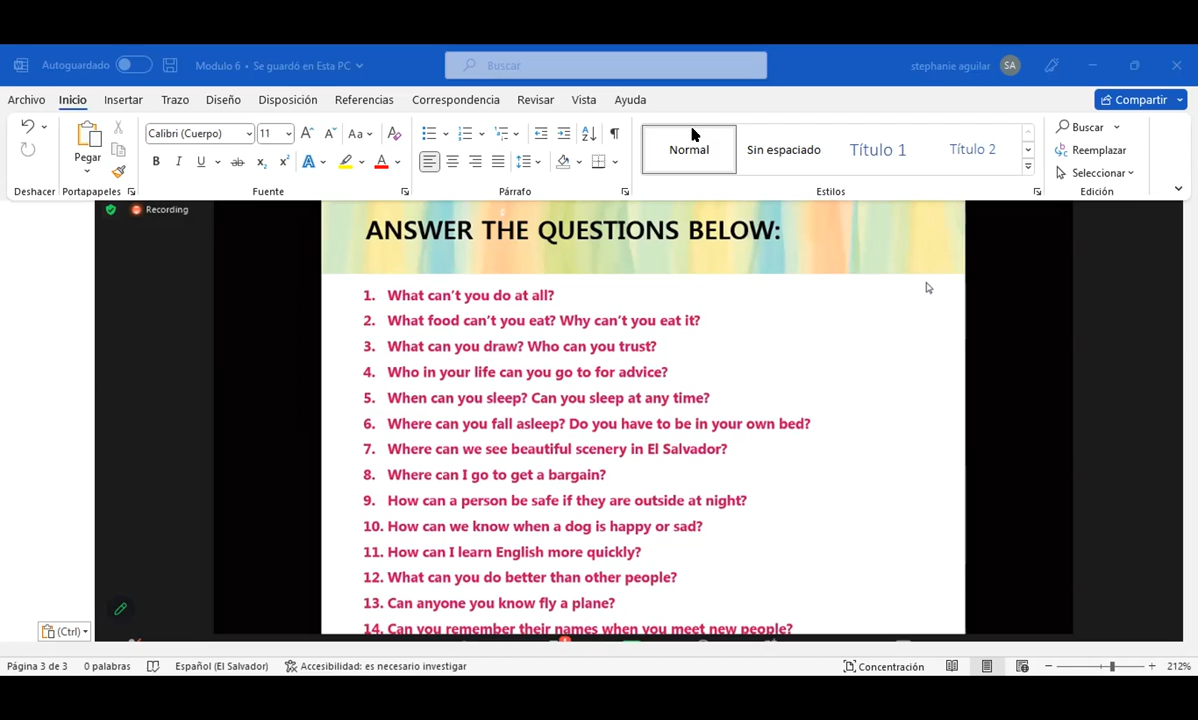 Autoguardado Modulo 6 • Se guardó en Esta PC Buscar stephanie aguilar SA
Archivo Inicio Insertar Trazo Diseño Disposición Referencias Correspondencia Revisar Vista Ayuda Compartir
Calibri (Cuerpo) 11 Aa Normal Sin espaciado Título 1 Título 2 Buscar
Pegar Reemplazar
Seleccionar
Deshacer Portapapeles Fuente Párrafo Estilos Edición
Recording
ANSWER THE QUESTIONS BELOW:
1. What can't you do at all?
2. What food can't you eat? Why can't you eat it?
3. What can you draw? Who can you trust?
4. Who in your life can you go to for advice?
5. When can you sleep? Can you sleep at any time?
6. Where can you fall asleep? Do you have to be in your own bed?
7. Where can we see beautiful scenery in El Salvador?
8. Where can I go to get a bargain?
9. How can a person be safe if they are outside at night?
10. How can we know when a dog is happy or sad?
11. How can I learn English more quickly?
12. What can you do better than other people?
13. Can anyone you know fly a plane?
14. Can you remember their names when you meet new people?
(Ctrl)
Página 3 de 3 0 palabras Español (El Salvador) Accesibilidad: es necesario investigar Concentración 212%